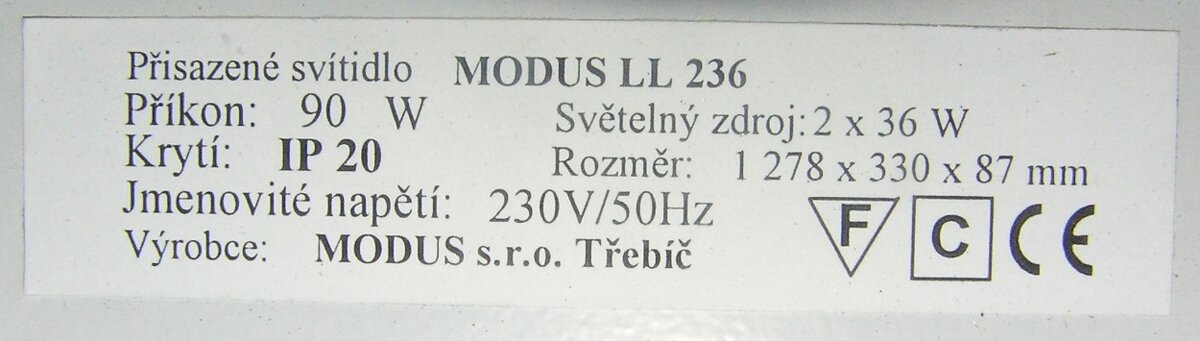 Přisazené svítidlo MODUS LL 236
Příkon: 90 W Světelný zdroj: 2 x 36 W
Krytí: IP 20 Rozměr: 1 278 x 330 x 87 mm
Jmenovité napětí: 230V/50Hz
Výrobce: MODUS s.r.o. Třebíč
F C CE